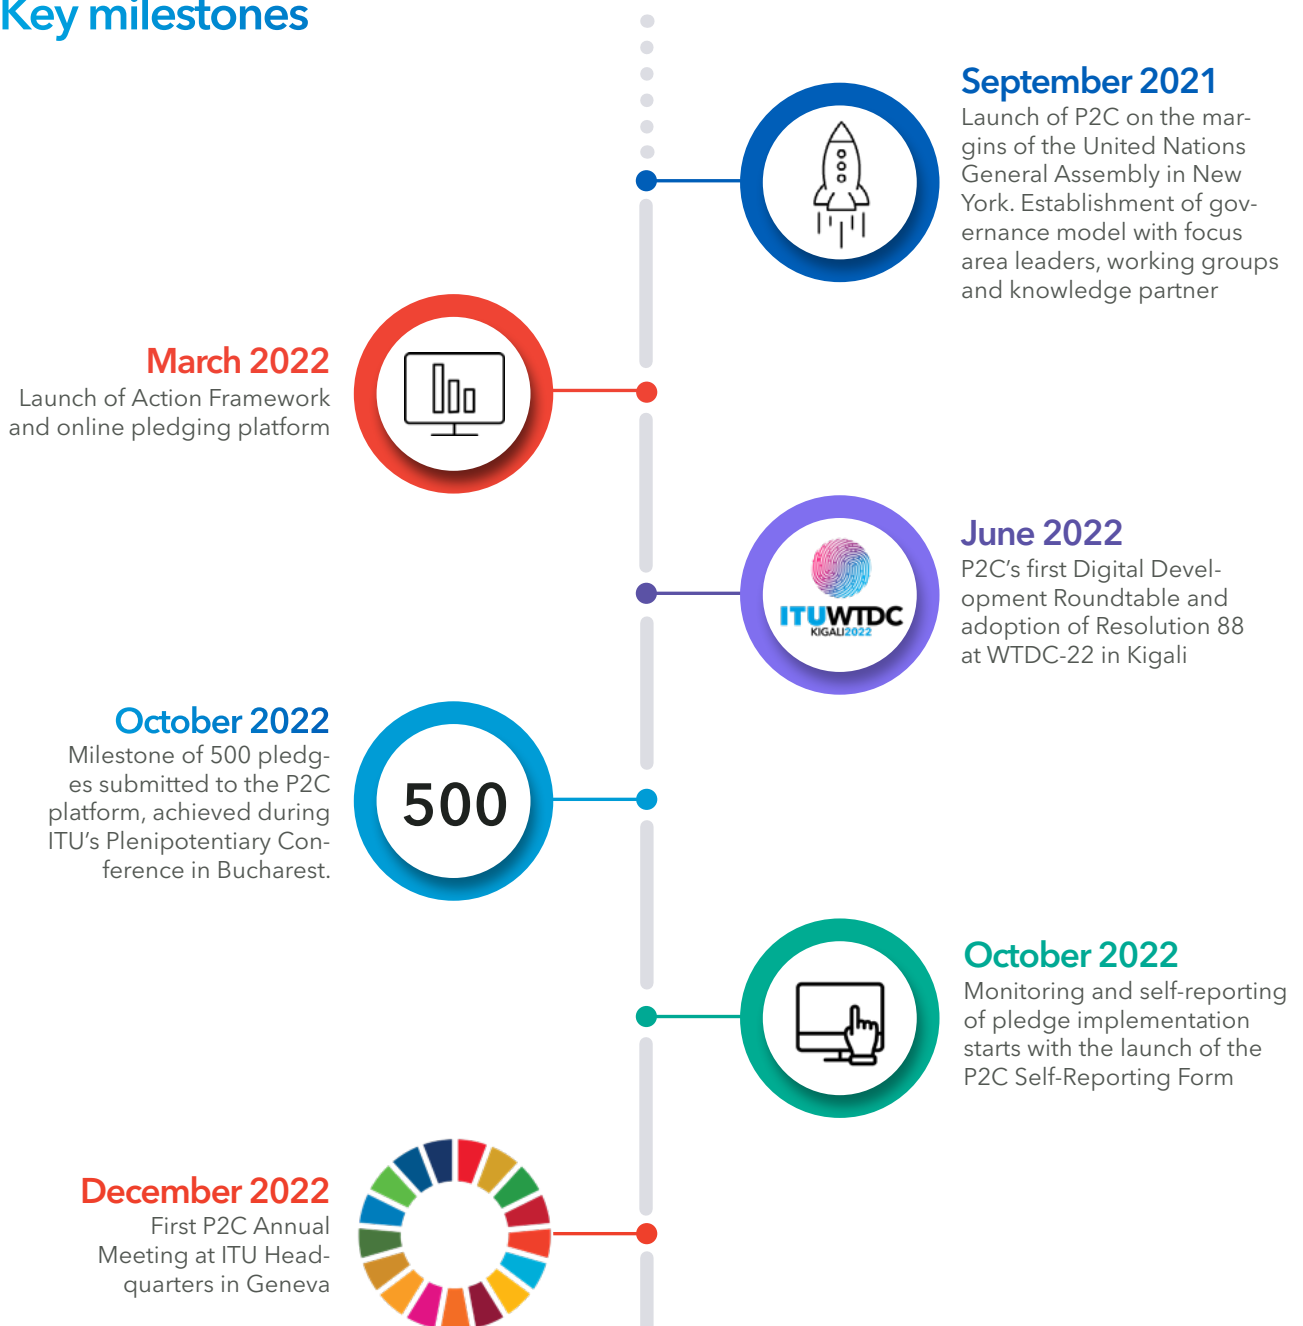 Key milestones
September 2021
Launch of P2C on the mar-
gins of the United Nations
General Assembly in New
York. Establishment of gov-
ernance model with focus
area leaders, working groups
and knowledge partner
March 2022
Launch of Action Framework
and online pledging platform
ITUWTDC
KIGALI2022
June 2022
P2C’s first Digital Devel-
opment Roundtable and
adoption of Resolution 88
at WTDC-22 in Kigali
October 2022
Milestone of 500 pledg-
es submitted to the P2C
platform, achieved during
ITU’s Plenipotentiary Con-
ference in Bucharest.
500
October 2022
Monitoring and self-reporting
of pledge implementation
starts with the launch of the
P2C Self-Reporting Form
December 2022
First P2C Annual
Meeting at ITU Head-
quarters in Geneva